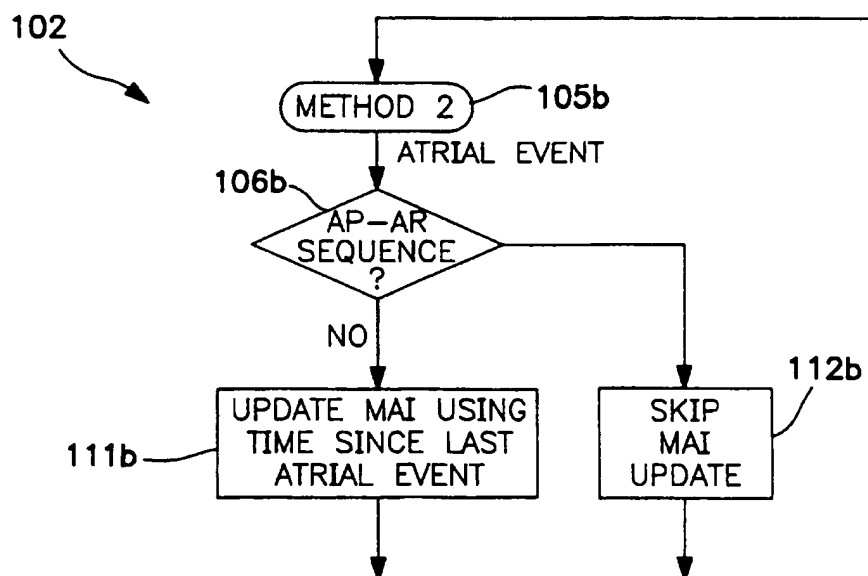 102
METHOD 2
105b
ATRIAL EVENT
106b
AP-AR
SEQUENCE
?
NO
112b
UPDATE MAI USING
TIME SINCE LAST
ATRIAL EVENT
SKIP
MAI
UPDATE
111b